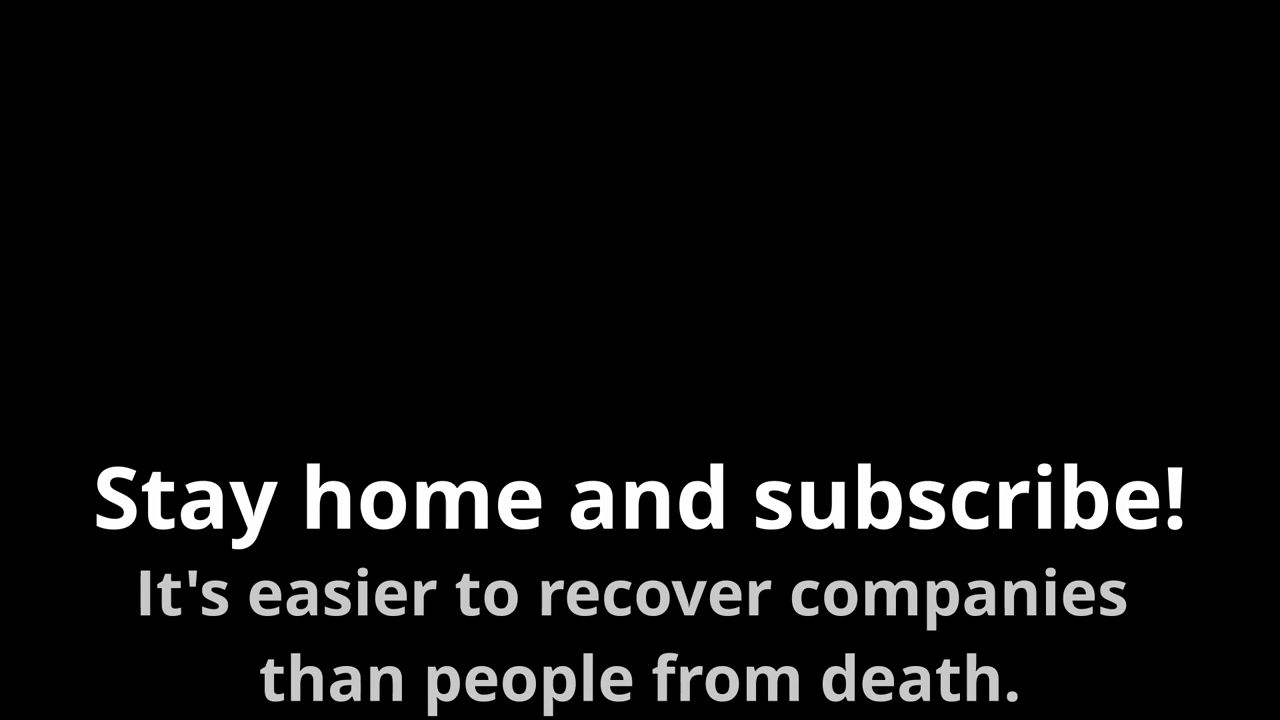 Stay home and subscribe!
It's easier to recover companies
than people from death.